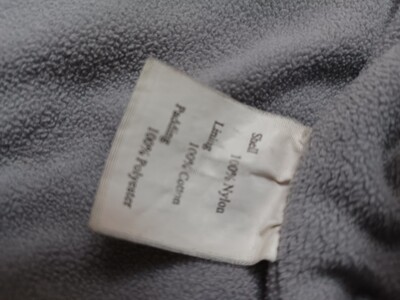 Shell
100% Nylon
Lining
100% Cotton
Padding
100% Polyester